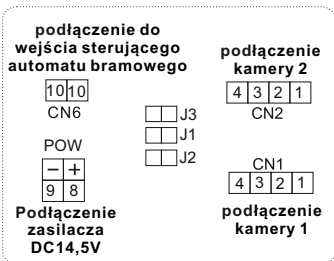 podłączenie do
wejścia sterującego
automatu bramowego
10 10
CN6
POW
– +
9 8
Podłączenie
zasilacza
DC14,5V
J3
J1
J2
podłączenie
kamery 2
4 3 2 1
CN2
CN1
4 3 2 1
podłączenie
kamery 1